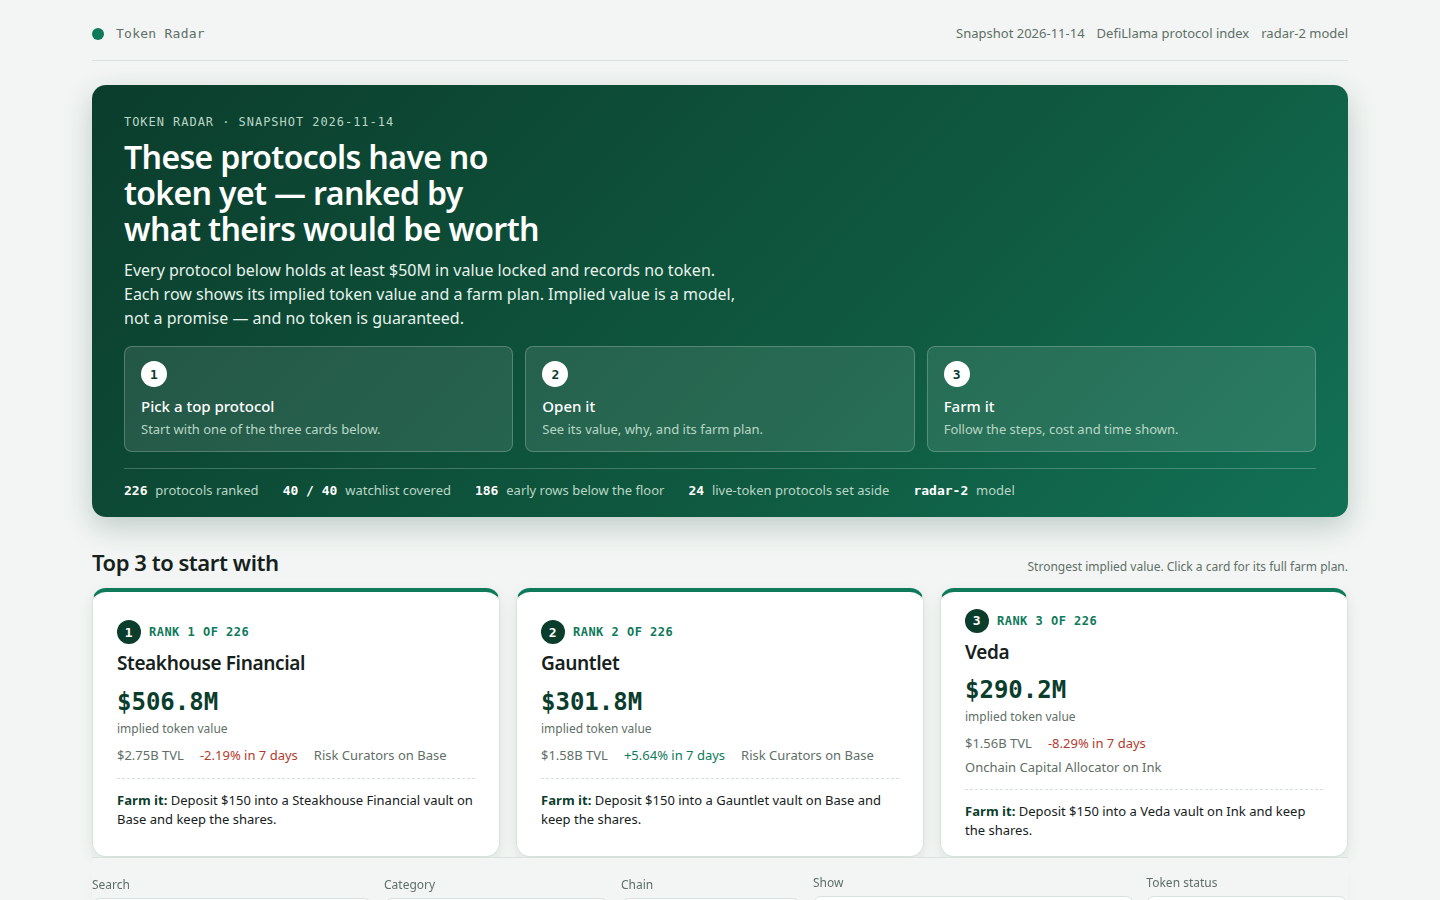 Token Radar
Snapshot 2026-11-14 DefiLlama protocol index radar-2 model
TOKEN RADAR · SNAPSHOT 2026-11-14
These protocols have no
token yet — ranked by
what theirs would be worth
Every protocol below holds at least $50M in value locked and records no token.
Each row shows its implied token value and a farm plan. Implied value is a model,
not a promise — and no token is guaranteed.
1
Pick a top protocol
Start with one of the three cards below.
2
Open it
See its value, why, and its farm plan.
3
Farm it
Follow the steps, cost and time shown.
226 protocols ranked 40 / 40 watchlist covered 186 early rows below the floor 24 live-token protocols set aside radar-2 model
Top 3 to start with
Strongest implied value. Click a card for its full farm plan.
1 RANK 1 OF 226
Steakhouse Financial
$506.8M
implied token value
$2.75B TVL -2.19% in 7 days Risk Curators on Base
Farm it: Deposit $150 into a Steakhouse Financial vault on
Base and keep the shares.
2 RANK 2 OF 226
Gauntlet
$301.8M
implied token value
$1.58B TVL +5.64% in 7 days Risk Curators on Base
Farm it: Deposit $150 into a Gauntlet vault on Base and
keep the shares.
3 RANK 3 OF 226
Veda
$290.2M
implied token value
$1.56B TVL -8.29% in 7 days
Onchain Capital Allocator on Ink
Farm it: Deposit $150 into a Veda vault on Ink and keep
the shares.
Search Category Chain Show Token status